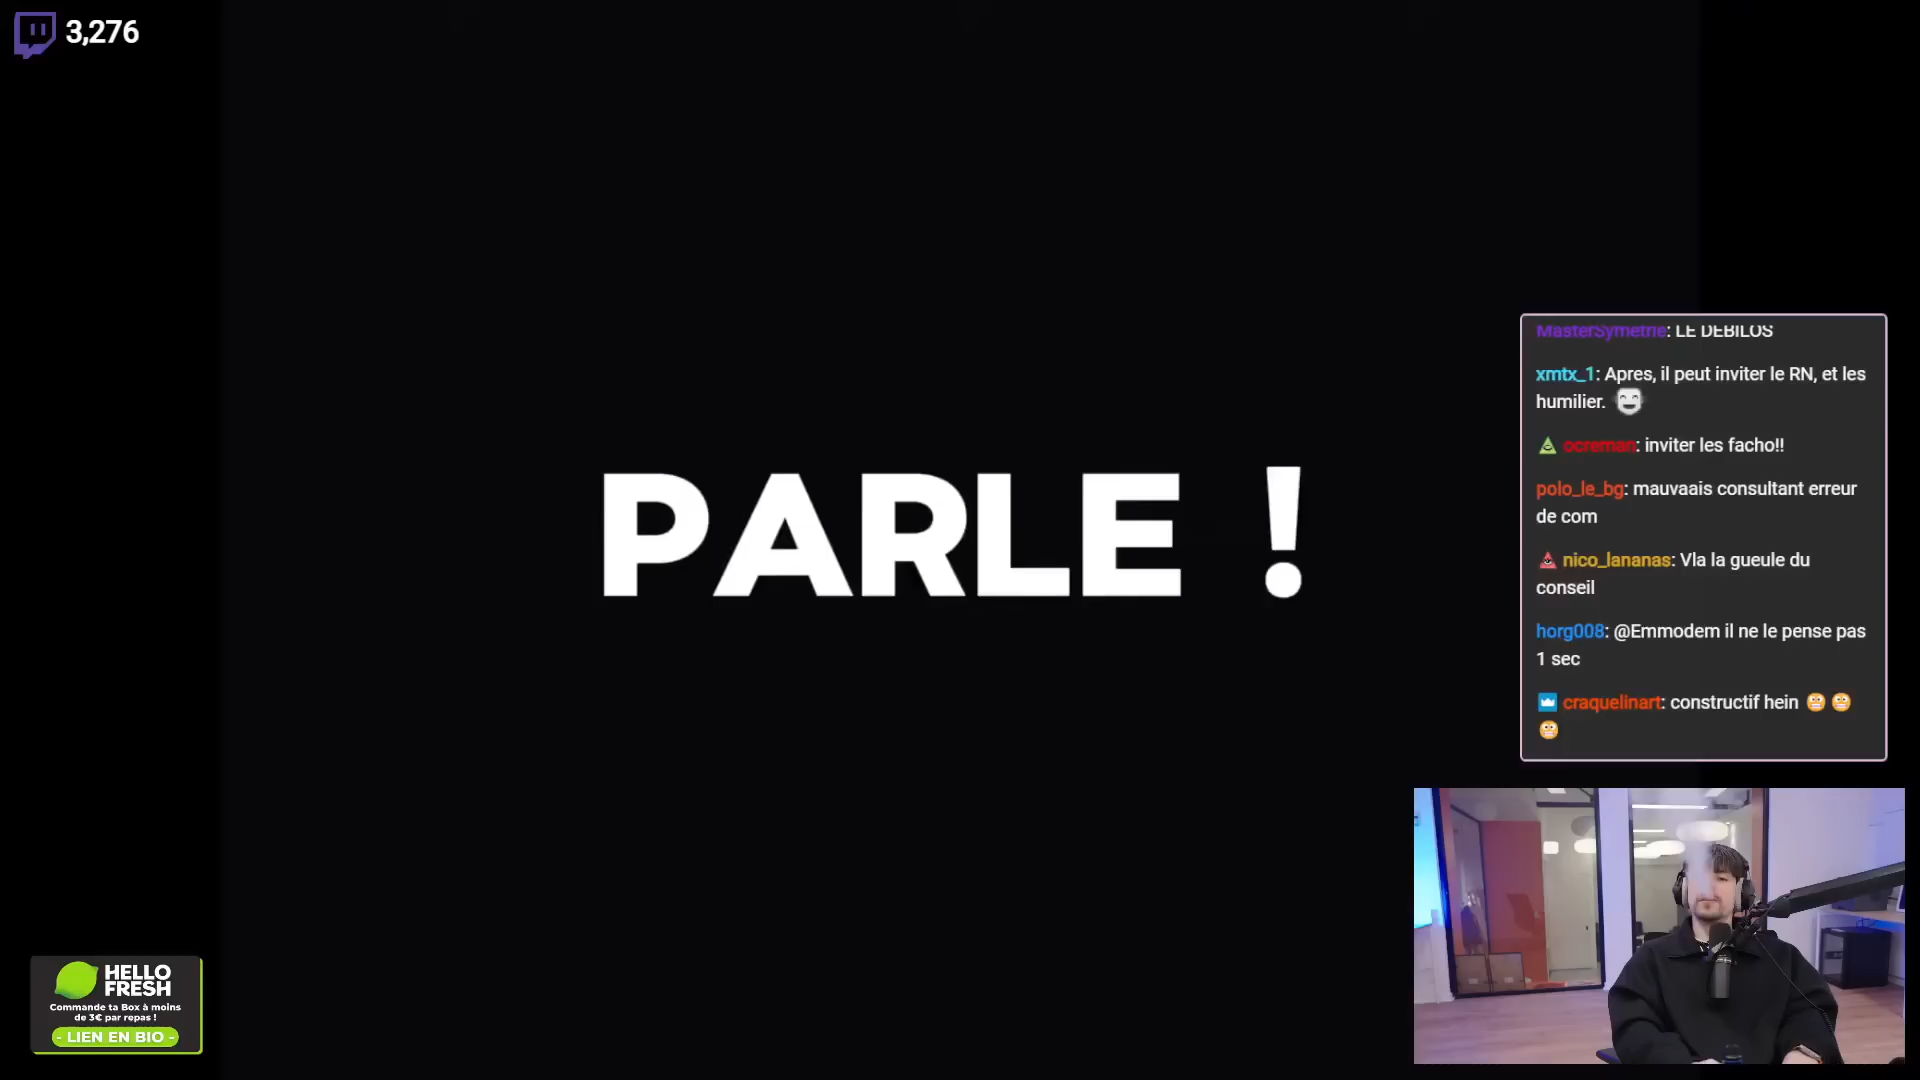 3,276
PARLE !
MasterSymetrie: LE DEBILOS
xmtx_1: Apres, il peut inviter le RN, et les
humilier.
ocreman: inviter les facho!!
polo_le_bg: mauvaais consultant erreur
de com
nico_lananas: Vla la gueule du
conseil
horg008: @Emmodem il ne le pense pas
1 sec
craquelinart: constructif hein 😬 😬
😬
HELLO
FRESH
Commande ta Box à moins
de 3€ par repas !
- LIEN EN BIO -